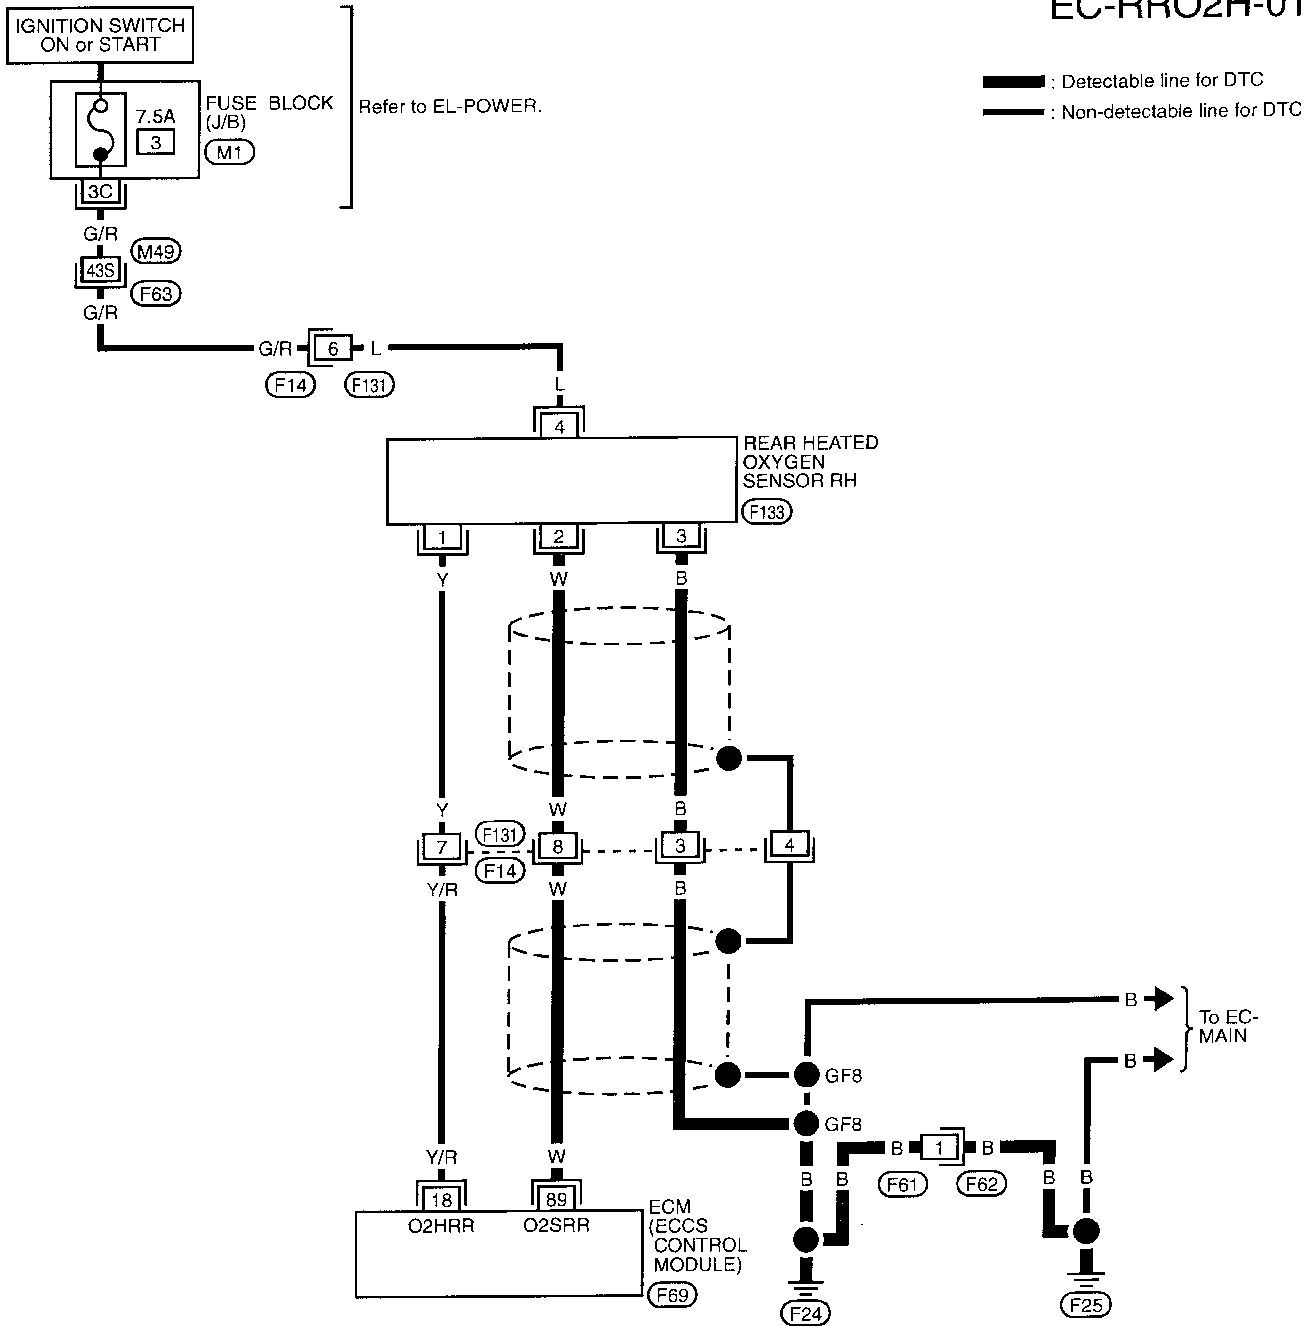 EC-RRO2H-01
IGNITION SWITCH
ON or START
: Detectable line for DTC
: Non-detectable line for DTC
FUSE BLOCK
(J/B)
M1
7.5A
3
Refer to EL-POWER.
3C
G/R
M49
43S
F63
G/R
G/R 6 L
F14 F131
L
4
REAR HEATED
OXYGEN
SENSOR RH
F133
1 2 3
Y W B
Y W B
F131
7 8 3 4
F14
Y/R W B
B
To EC-
MAIN
B
GF8
GF8
B 1 B
F61 F62
Y/R W
B B B B
18 89
O2HRR O2SRR
ECM
(ECCS
CONTROL
MODULE)
F69
F24 F25